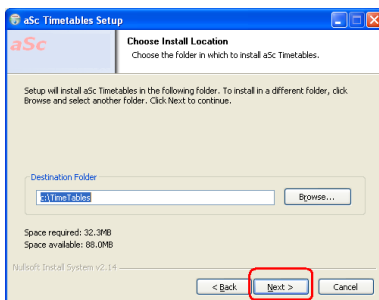 aSc Timetables Setup
aSc
Choose Install Location
Choose the folder in which to install aSc Timetables.
Setup will install aSc Timetables in the following folder. To install in a different folder, click
Browse and select another folder. Click Next to continue.
Destination Folder
c:\TimeTables
Browse...
Space required: 32.3MB
Space available: 88.0MB
Nullsoft Install System v2.14
< Back
Next >
Cancel